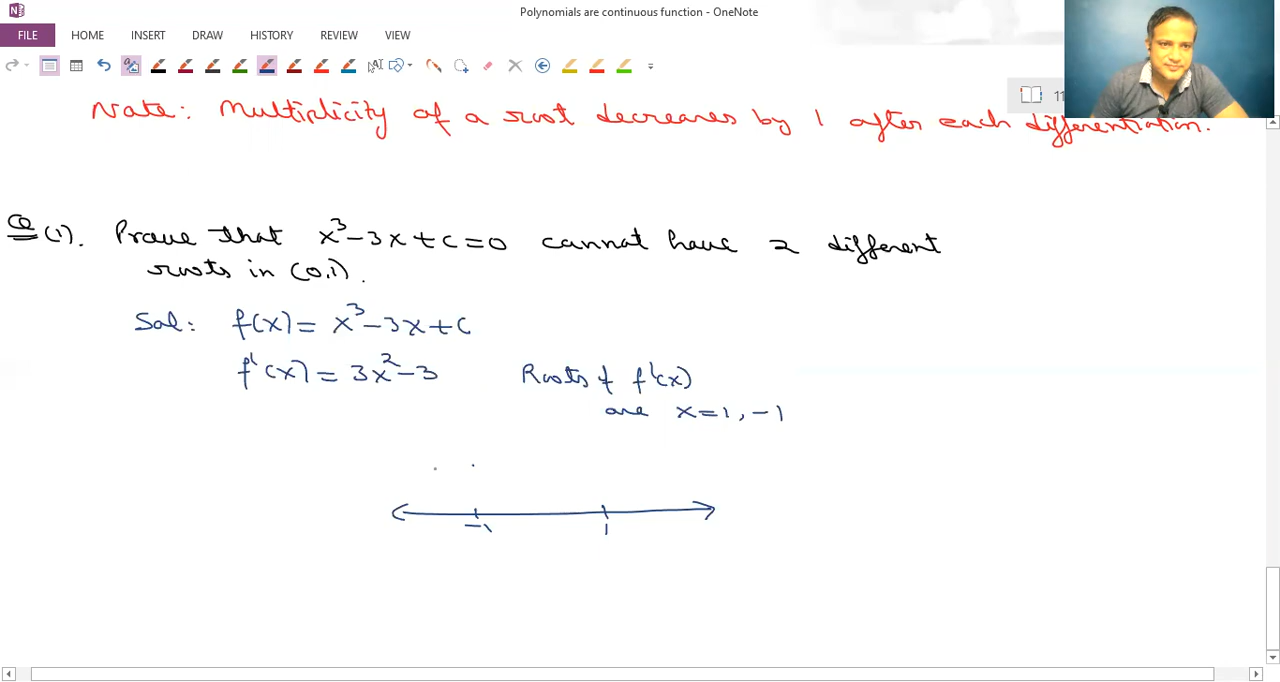 Polynomials are continuous function - OneNote
FILE HOME INSERT DRAW HISTORY REVIEW VIEW
11
Note: Multiplicity of a root decreases by 1 after each differentiation.
Q (1). Prove that x³-3x+c=0 cannot have 2 different
roots in (0,1).
Sol: f(x) = x³-3x+c
f'(x) = 3x²-3 Roots of f'(x)
are x=1, -1
-1 1